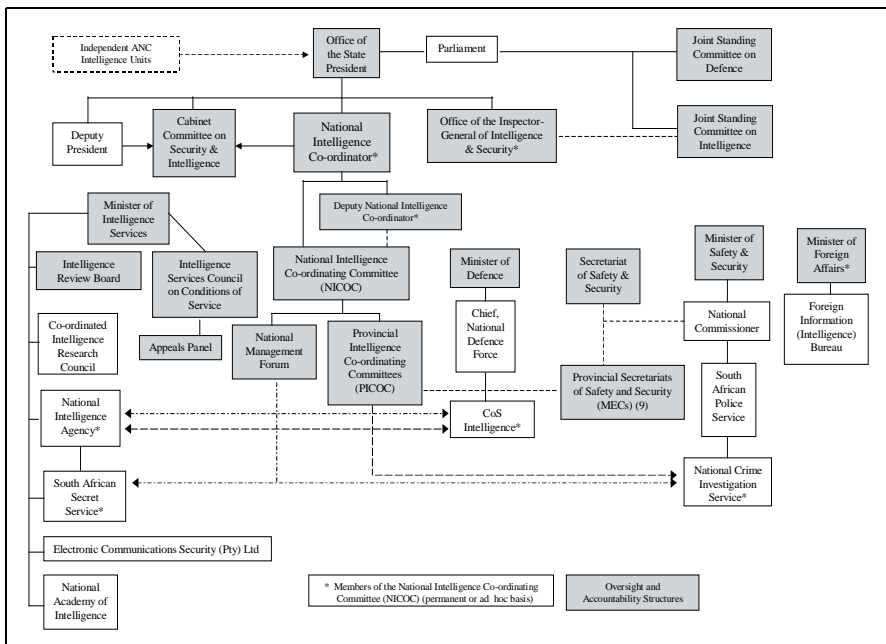 Independent ANC
Intelligence Units
Office of
the State
President
Parliament
Joint Standing
Committee on
Defence
Deputy
President
Cabinet
Committee on
Security &
Intelligence
National
Intelligence
Co-ordinator*
Office of the Inspector-
General of Intelligence
& Security*
Joint Standing
Committee on
Intelligence
Minister of
Intelligence
Services
Deputy National Intelligence
Co-ordinator*
Intelligence
Review Board
Intelligence
Services Council
on Conditions of
Service
National Intelligence
Co-ordinating Committee
(NICOC)
Minister of
Defence
Secretariat
of Safety &
Security
Minister of
Safety &
Security
Minister of
Foreign
Affairs*
Co-ordinated
Intelligence
Research
Council
Appeals Panel
National
Management
Forum
Provincial
Intelligence
Co-ordinating
Committees
(PICOC)
Chief,
National
Defence
Force
National
Commissioner
Foreign
Information
(Intelligence)
Bureau
Provincial Secretariats
of Safety and Security
(MECs) (9)
South
African
Police
Service
National
Intelligence
Agency*
CoS
Intelligence*
South African
Secret
Service*
National Crime
Investigation
Service*
Electronic Communications Security (Pty) Ltd
National
Academy of
Intelligence
* Members of the National Intelligence Co-ordinating
Committee (NICOC) (permanent or ad hoc basis)
Oversight and
Accountability Structures